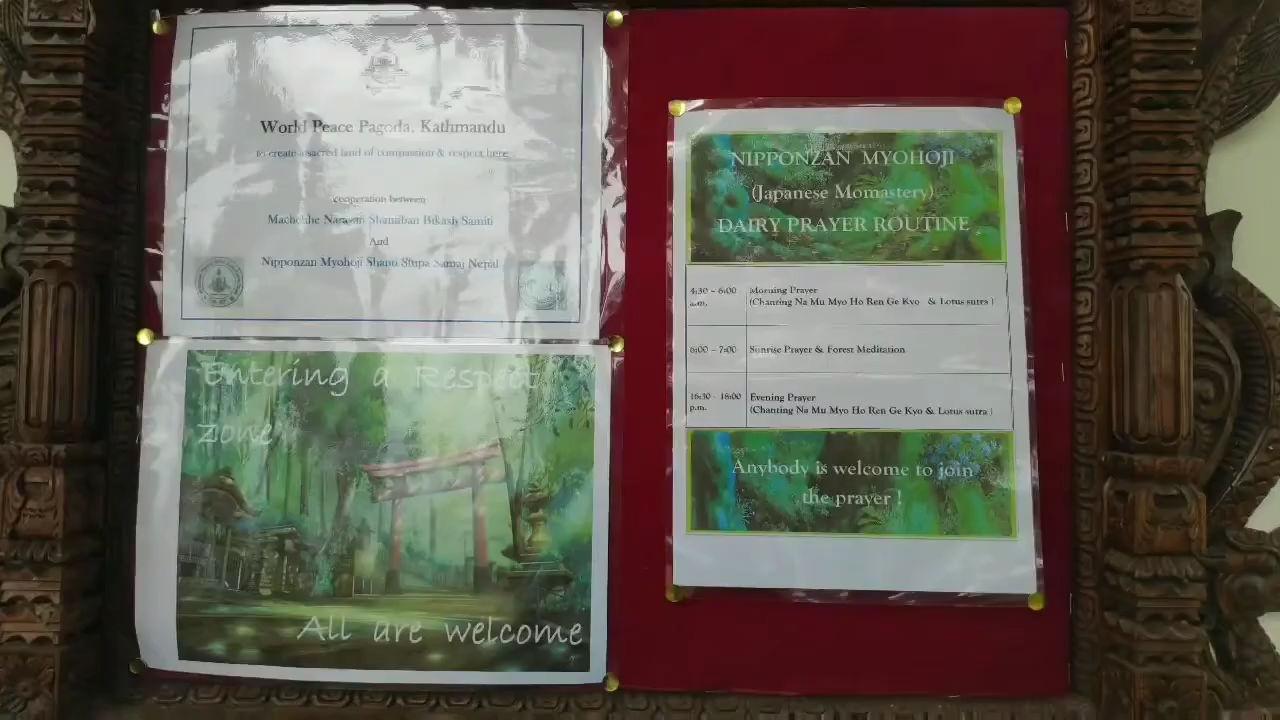 World Peace Pagoda, Kathmandu
to create a sacred land of compassion & respect here
cooperation between
Machchhe Narayan Shanaban Bikash Samiti
And
Nipponzan Myohoji Shanti Stupa Samaj Nepal
Entering a Respect
zone
All are welcome
NIPPONZAN MYOHOJI
(Japanese Momastery)
DAIRY PRAYER ROUTINE
4:30 – 6:00 Morning Prayer
a.m. (Chanting Na Mu Myo Ho Ren Ge Kyo & Lotus sutra )
6:00 – 7:00 Sunrise Prayer & Forest Meditation
16:30 - 18:00 Evening Prayer
p.m. (Chanting Na Mu Myo Ho Ren Ge Kyo & Lotus sutra )
Anybody is welcome to join
the prayer !